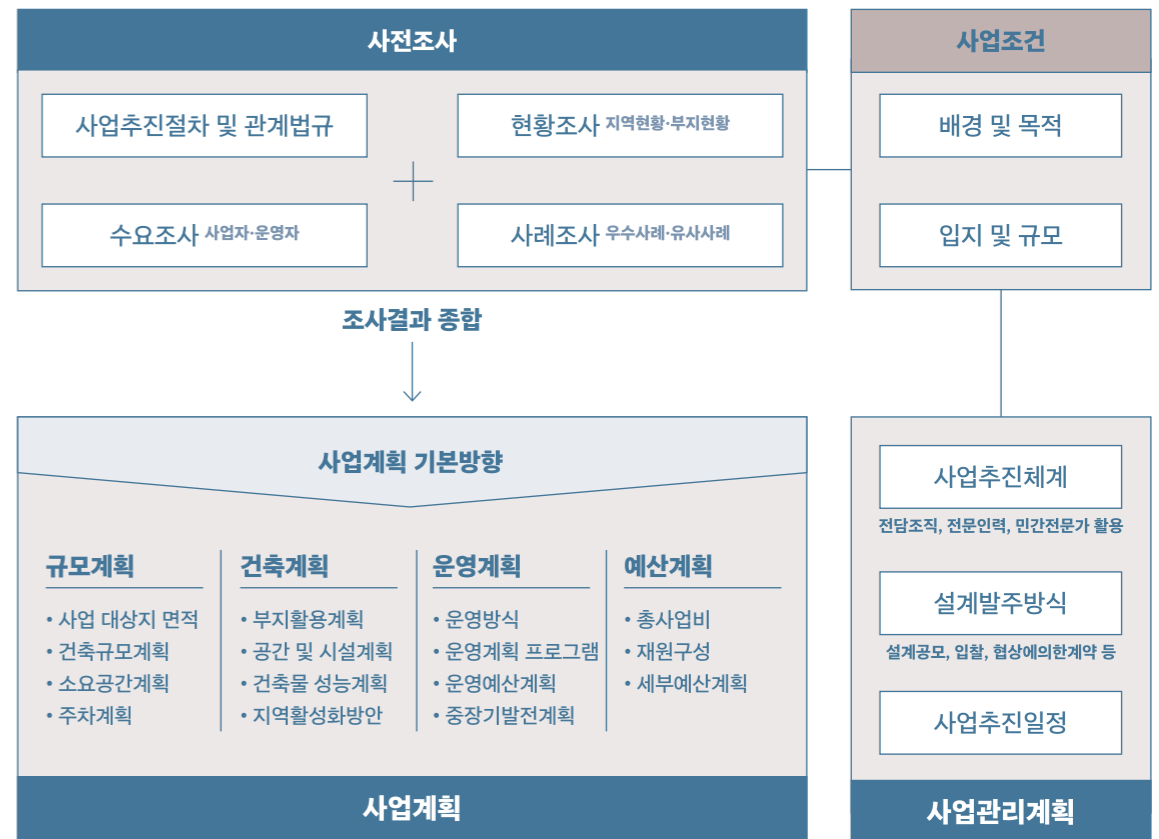 사전조사
사업추진절차 및 관계법규
현황조사 지역현황·부지현황
수요조사 사업자·운영자
사례조사 우수사례·유사사례
사업조건
배경 및 목적
입지 및 규모
조사결과 종합
사업계획 기본방향
규모계획
• 사업 대상지 면적
• 건축규모계획
• 소요공간계획
• 주차계획
건축계획
• 부지활용계획
• 공간 및 시설계획
• 건축물 성능계획
• 지역활성화방안
운영계획
• 운영방식
• 운영계획 프로그램
• 운영예산계획
• 중장기발전계획
예산계획
• 총사업비
• 재원구성
• 세부예산계획
사업계획
사업추진체계
전담조직, 전문인력, 민간전문가 활용
설계발주방식
설계공모, 입찰, 협상에의한계약 등
사업추진일정
사업관리계획